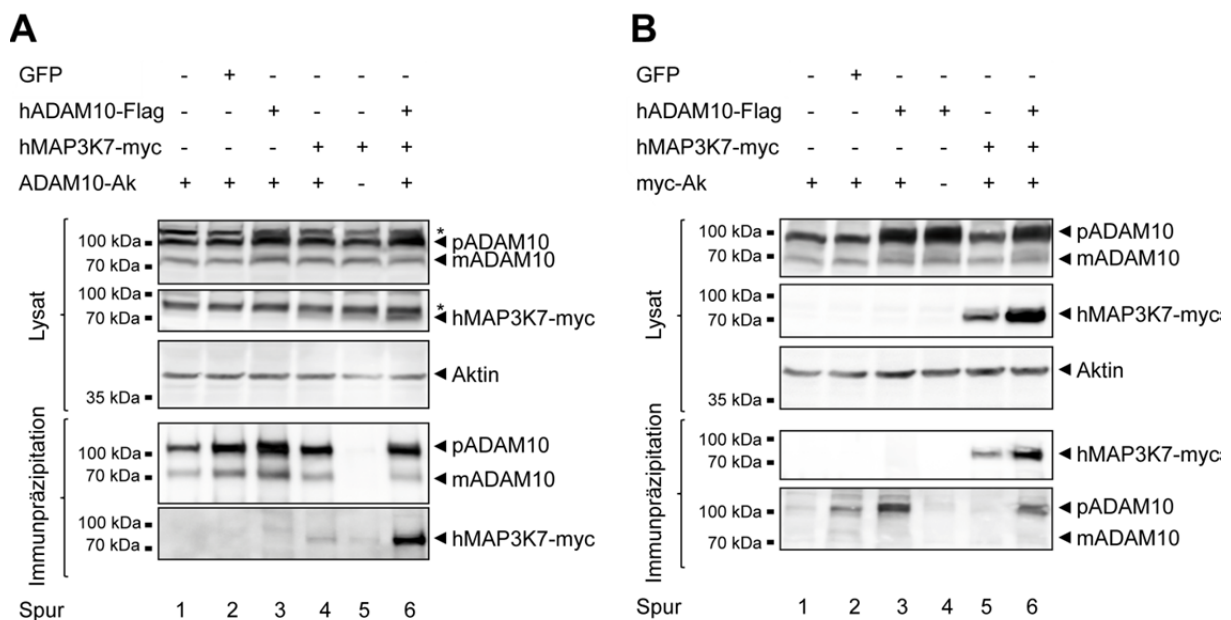 A
GFP - + - - - -
hADAM10-Flag - - + - - +
hMAP3K7-myc - - - + + +
ADAM10-Ak + + + + - +
Lysat
100 kDa
70 kDa
*
pADAM10
mADAM10
100 kDa
70 kDa
*
hMAP3K7-myc
35 kDa
Aktin
Immunpräzipitation
100 kDa
70 kDa
pADAM10
mADAM10
100 kDa
70 kDa
hMAP3K7-myc
Spur 1 2 3 4 5 6
B
GFP - + - - - -
hADAM10-Flag - - + + - +
hMAP3K7-myc - - - - + +
myc-Ak + + + - + +
Lysat
100 kDa
70 kDa
pADAM10
mADAM10
100 kDa
70 kDa
hMAP3K7-myc
35 kDa
Aktin
Immunpräzipitation
100 kDa
70 kDa
hMAP3K7-myc
100 kDa
70 kDa
pADAM10
mADAM10
Spur 1 2 3 4 5 6